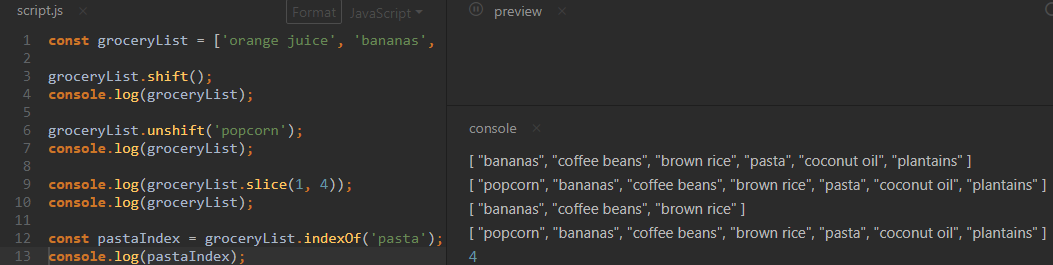 script.js × Format JavaScript
preview ×
1 const groceryList = ['orange juice', 'bananas',
2
3 groceryList.shift();
4 console.log(groceryList);
5
6 groceryList.unshift('popcorn');
7 console.log(groceryList);
8
9 console.log(groceryList.slice(1, 4));
10 console.log(groceryList);
11
12 const pastaIndex = groceryList.indexOf('pasta');
13 console.log(pastaIndex);
console ×
[ "bananas", "coffee beans", "brown rice", "pasta", "coconut oil", "plantains" ]
[ "popcorn", "bananas", "coffee beans", "brown rice", "pasta", "coconut oil", "plantains" ]
[ "bananas", "coffee beans", "brown rice" ]
[ "popcorn", "bananas", "coffee beans", "brown rice", "pasta", "coconut oil", "plantains" ]
4